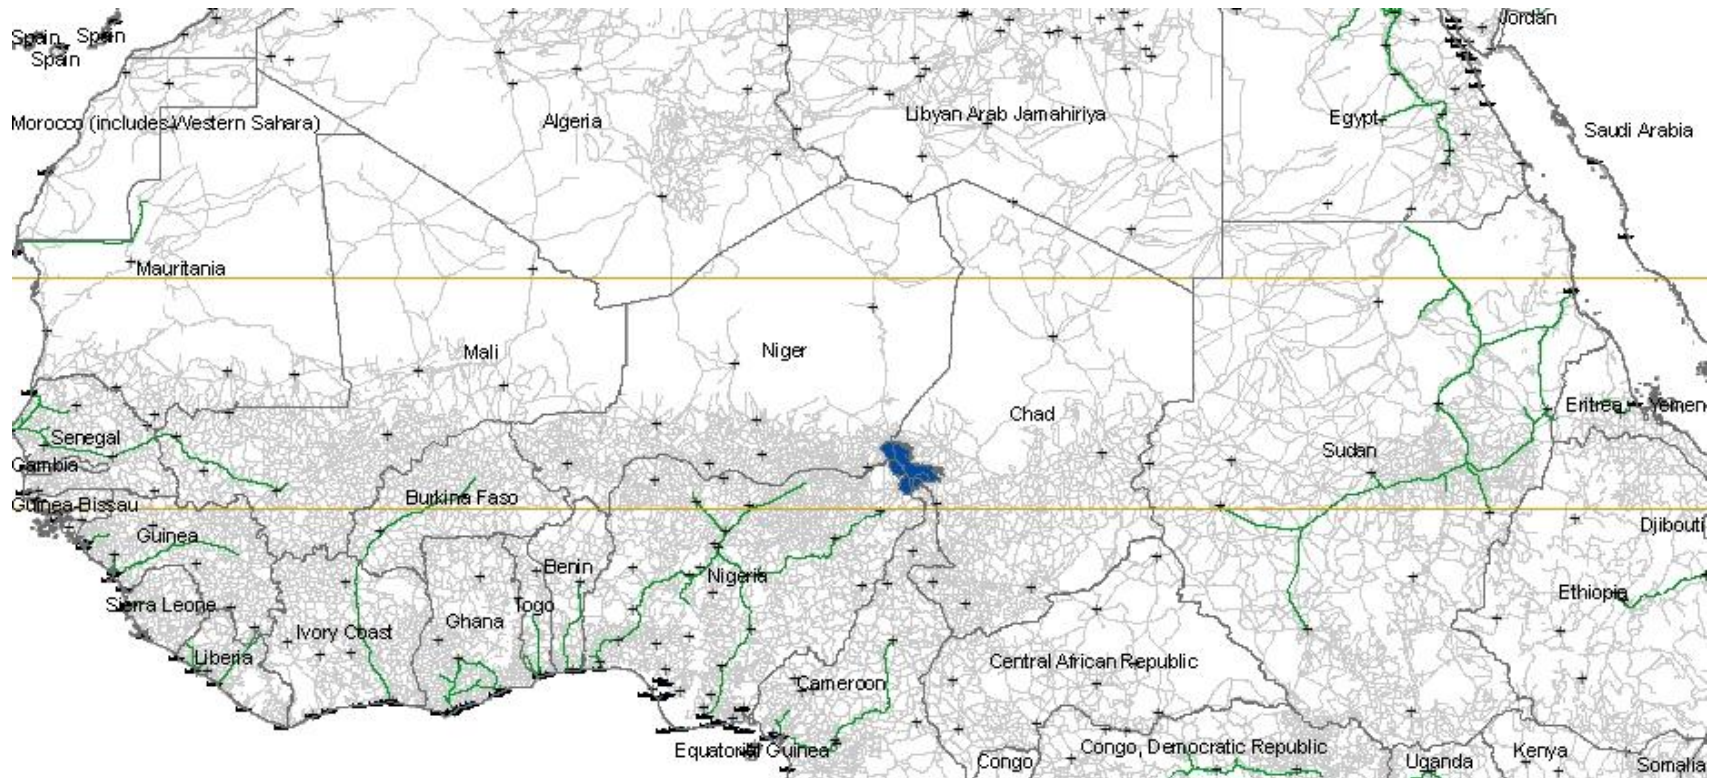 Spain
Spain
Spain
Jordan
Morocco (includes Western Sahara)
Algeria
Libyan Arab Jamahiriya
Egypt
Saudi Arabia
Mauritania
Mali
Niger
Chad
Senegal
Sudan
Eritrea
Yemen
Gambia
Burkina Faso
Guinea-Bissau
Guinea
Djibouti
Benin
Nigeria
Ethiopia
Sierra Leone
Togo
Ghana
Ivory Coast
Liberia
Central African Republic
Cameroon
Equatorial Guinea
Congo
Congo, Democratic Republic
Uganda
Kenya
Somalia